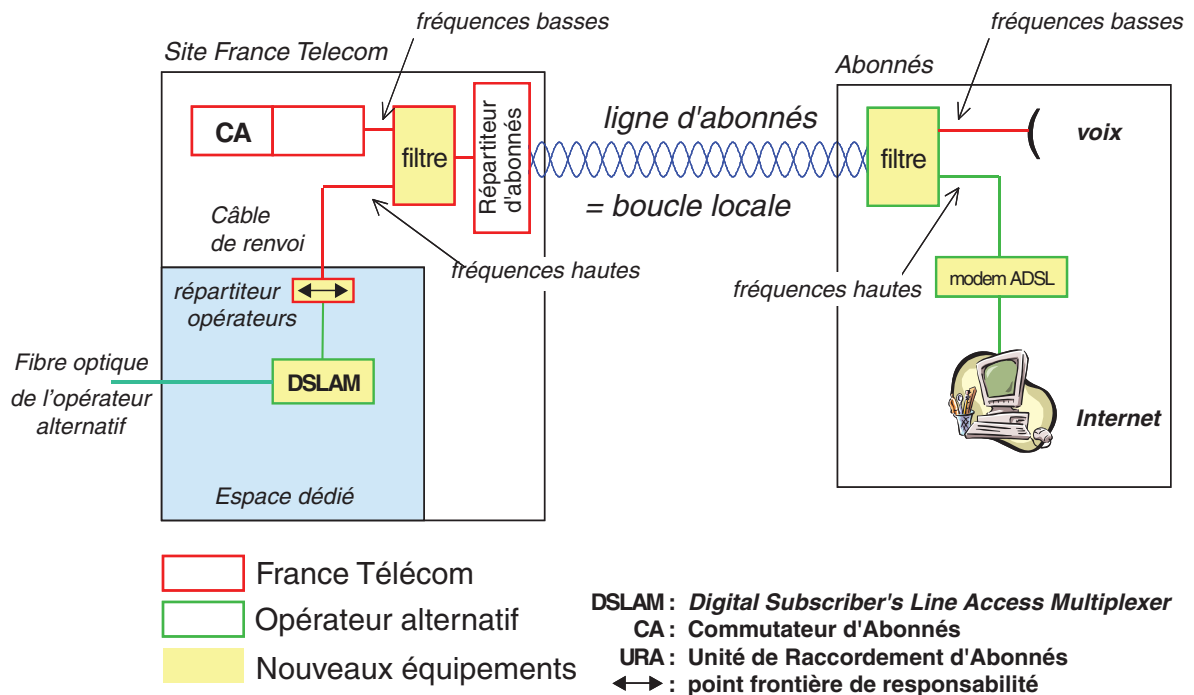 fréquences basses
Site France Telecom
CA
filtre
Répartiteur
d'abonnés
Câble
de renvoi
fréquences hautes
répartiteur
opérateurs
DSLAM
Fibre optique
de l'opérateur
alternatif
Espace dédié
ligne d'abonnés
= boucle locale
fréquences basses
Abonnés
filtre
voix
fréquences hautes
modem ADSL
Internet
France Télécom
Opérateur alternatif
Nouveaux équipements
DSLAM : Digital Subscriber's Line Access Multiplexer
CA : Commutateur d'Abonnés
URA : Unité de Raccordement d'Abonnés
: point frontière de responsabilité